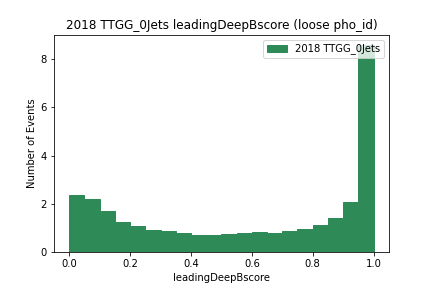 2018 TTGG_0Jets leadingDeepBscore (loose pho_id)
2018 TTGG_0Jets
Number of Events
8
6
4
2
0
0.0 0.2 0.4 0.6 0.8 1.0
leadingDeepBscore